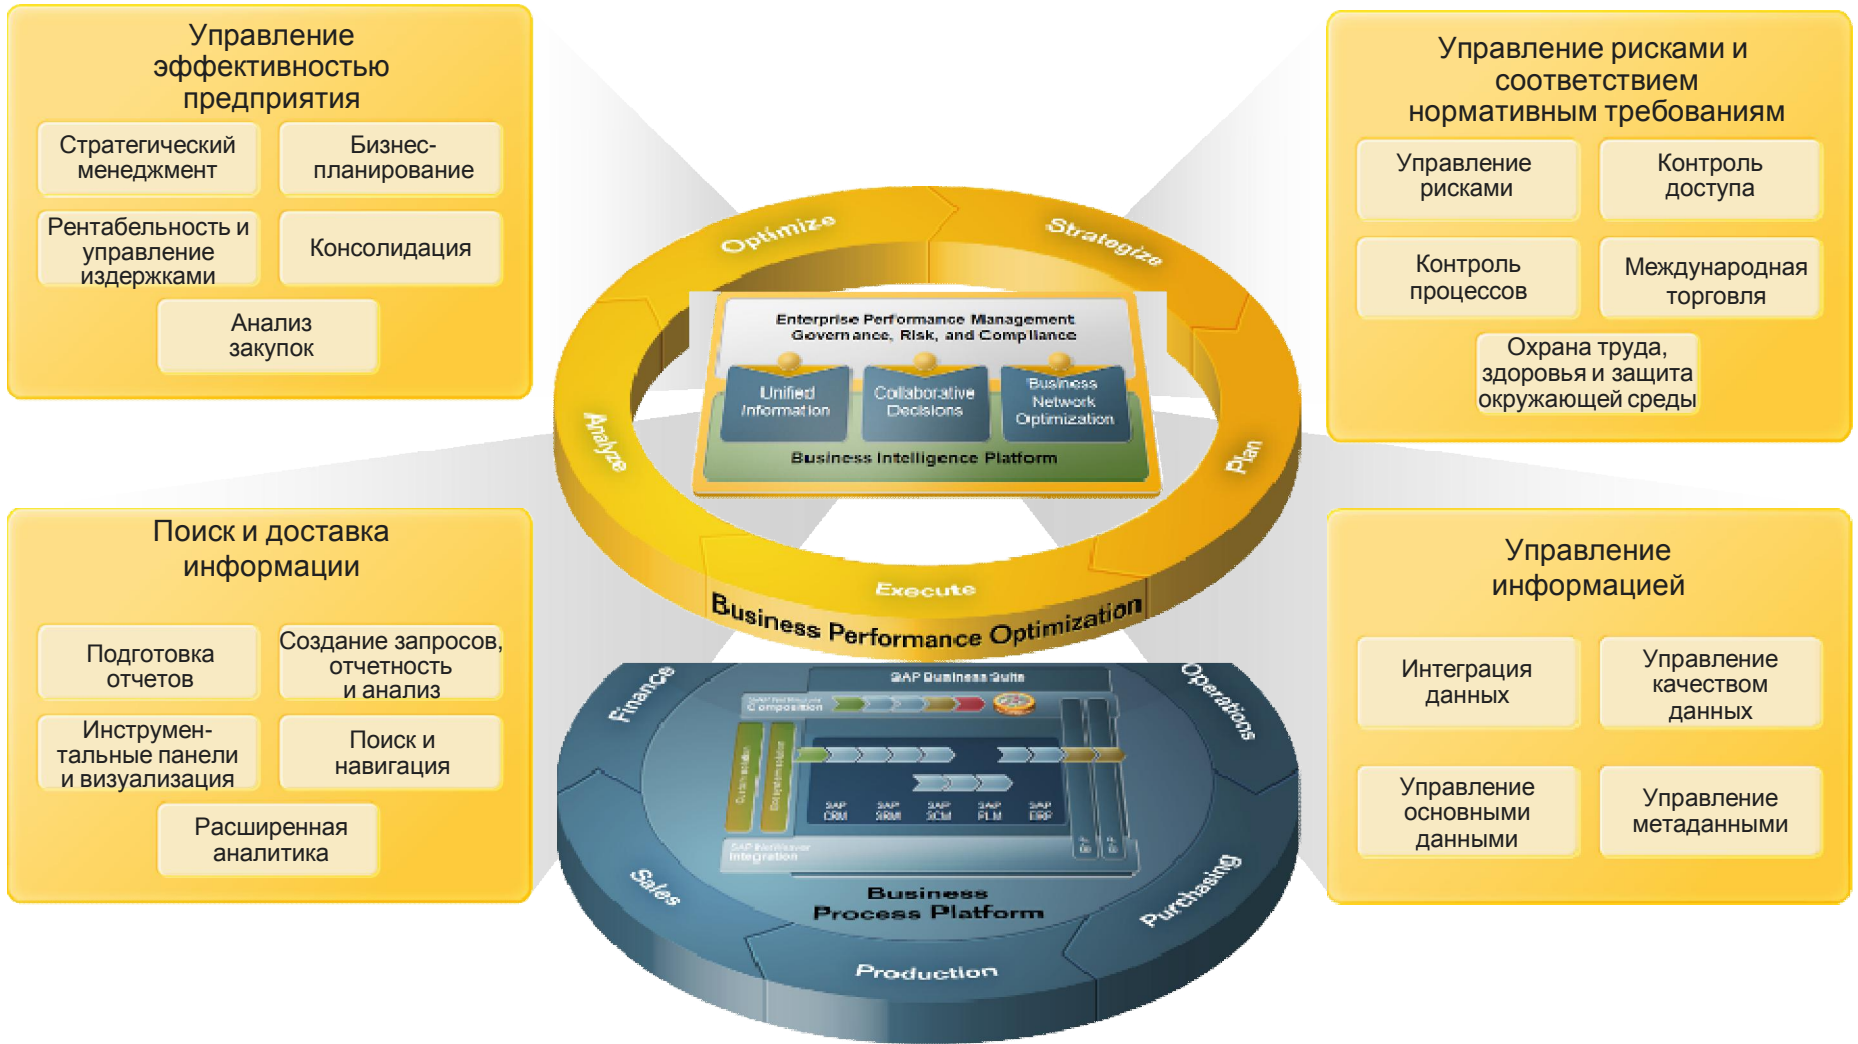 Управление
эффективностью
предприятия
Стратегический
менеджмент
Бизнес-
планирование
Рентабельность и
управление
издержками
Консолидация
Анализ
закупок
Управление рисками и
соответствием
нормативным требованиям
Управление
рисками
Контроль
доступа
Контроль
процессов
Международная
торговля
Охрана труда,
здоровья и защита
окружающей среды
Optimize
Strategize
Plan
Execute
Analyze
Enterprise Performance Management
Governance, Risk, and Compliance
Unified
Information
Collaborative
Decisions
Business
Network
Optimization
Business Intelligence Platform
Business Performance Optimization
Поиск и доставка
информации
Подготовка
отчетов
Создание запросов,
отчетность
и анализ
Инструмен-
тальные панели
и визуализация
Поиск и
навигация
Расширенная
аналитика
Управление
информацией
Интеграция
данных
Управление
качеством
данных
Управление
основными
данными
Управление
метаданными
Finance
Operations
Purchasing
Production
Sales
SAP Business Suite
SAP NetWeaver
Composition
SAP
CRM
SAP
SRM
SAP
SCM
SAP
PLM
SAP
ERP
SAP NetWeaver
Integration
Business
Process Platform